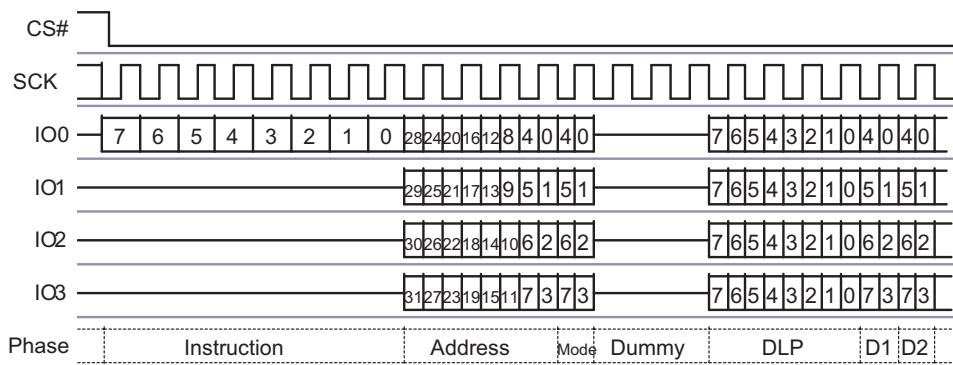 CS#
SCK
IO0 7 6 5 4 3 2 1 0 28 24 20 16 12 8 4 0 4 0 7 6 5 4 3 2 1 0 4 0 4 0
IO1 29 25 21 17 13 9 5 1 5 1 7 6 5 4 3 2 1 0 5 1 5 1
IO2 30 26 22 18 14 10 6 2 6 2 7 6 5 4 3 2 1 0 6 2 6 2
IO3 31 27 23 19 15 11 7 3 7 3 7 6 5 4 3 2 1 0 7 3 7 3
Phase Instruction Address Mode Dummy DLP D1 D2